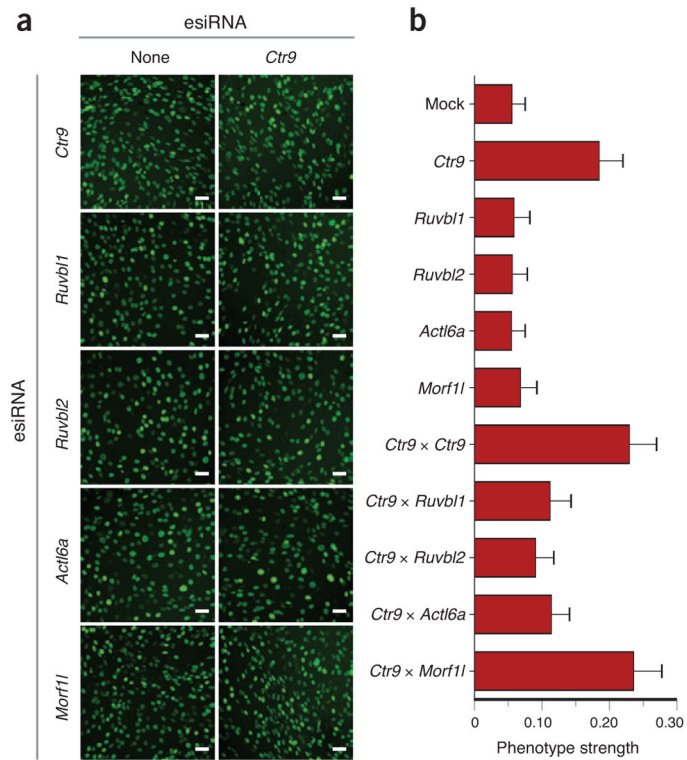 a
esiRNA
None
Ctr9
esiRNA
Ctr9
Ruvbl1
Ruvbl2
Actl6a
Morf1l
b
Mock
Ctr9
Ruvbl1
Ruvbl2
Actl6a
Morf1l
Ctr9 × Ctr9
Ctr9 × Ruvbl1
Ctr9 × Ruvbl2
Ctr9 × Actl6a
Ctr9 × Morf1l
0
0.10
0.20
0.30
Phenotype strength